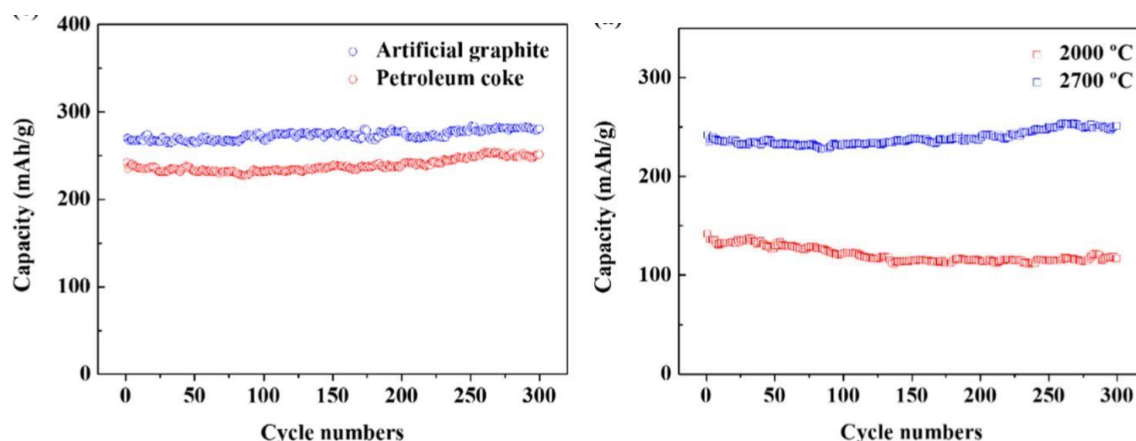 400
300
200
100
0
Capacity (mAh/g)
Artificial graphite
Petroleum coke
0 50 100 150 200 250 300
Cycle numbers
300
200
100
0
Capacity (mAh/g)
2000 °C
2700 °C
0 50 100 150 200 250 300
Cycle numbers